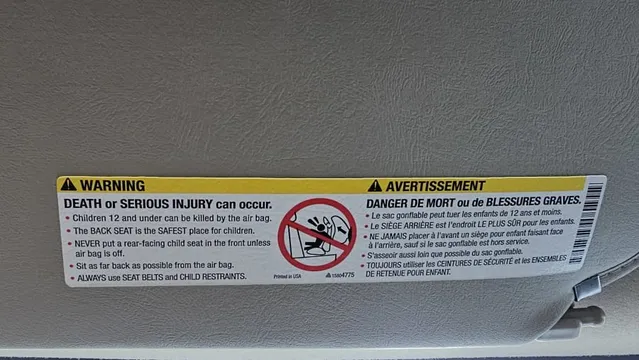 WARNING
DEATH or SERIOUS INJURY can occur.
• Children 12 and under can be killed by the air bag.
• The BACK SEAT is the SAFEST place for children.
• NEVER put a rear-facing child seat in the front unless
air bag is off.
• Sit as far back as possible from the air bag.
• ALWAYS use SEAT BELTS and CHILD RESTRAINTS.
Printed in USA
AVERTISSEMENT
DANGER DE MORT ou de BLESSURES GRAVES.
• Le sac gonflable peut tuer les enfants de 12 ans et moins.
• Le SIÈGE ARRIÈRE est l'endroit LE PLUS SÛR pour les enfants.
• NE JAMAIS placer à l'avant un siège pour enfant faisant face
à l'arrière, sauf si le sac gonflable est hors service.
• S'asseoir aussi loin que possible du sac gonflable.
• TOUJOURS utiliser les CEINTURES DE SÉCURITÉ et les ENSEMBLES
DE RETENUE POUR ENFANT.